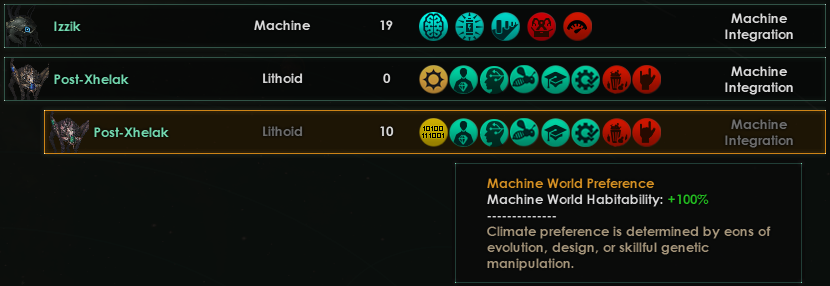 Izzik Machine 19 Machine
Integration
Post-Xhelak Lithoid 0 Machine
Integration
10100
111001
Post-Xhelak Lithoid 10 Machine
Integration
Machine World Preference
Machine World Habitability: +100%
--------------
Climate preference is determined by eons of
evolution, design, or skillful genetic
manipulation.